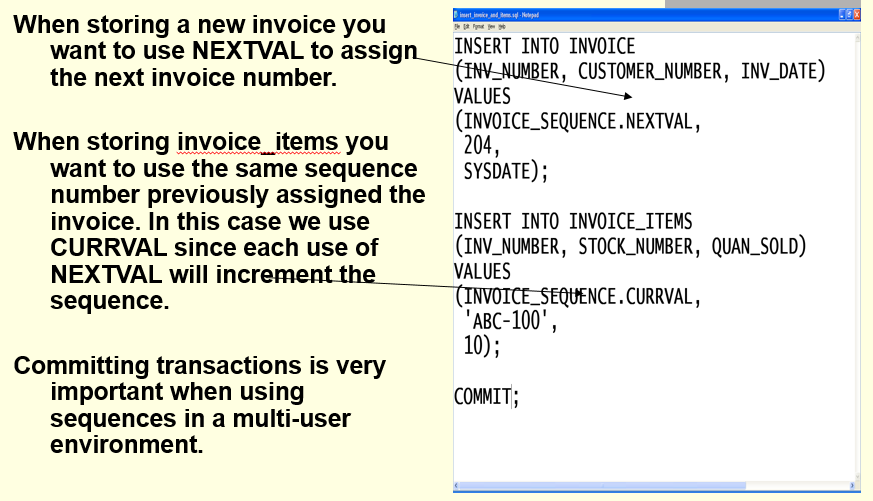 When storing a new invoice you
want to use NEXTVAL to assign
the next invoice number.
When storing invoice_items you
want to use the same sequence
number previously assigned the
invoice. In this case we use
CURRVAL since each use of
NEXTVAL will increment the
sequence.
Committing transactions is very
important when using
sequences in a multi-user
environment.
insert_invoice_and_items.sql - Notepad
File Edit Format View Help
INSERT INTO INVOICE
(INV_NUMBER, CUSTOMER_NUMBER, INV_DATE)
VALUES
(INVOICE_SEQUENCE.NEXTVAL,
204,
SYSDATE);
INSERT INTO INVOICE_ITEMS
(INV_NUMBER, STOCK_NUMBER, QUAN_SOLD)
VALUES
(INVOICE_SEQUENCE.CURRVAL,
'ABC-100',
10);
COMMIT;